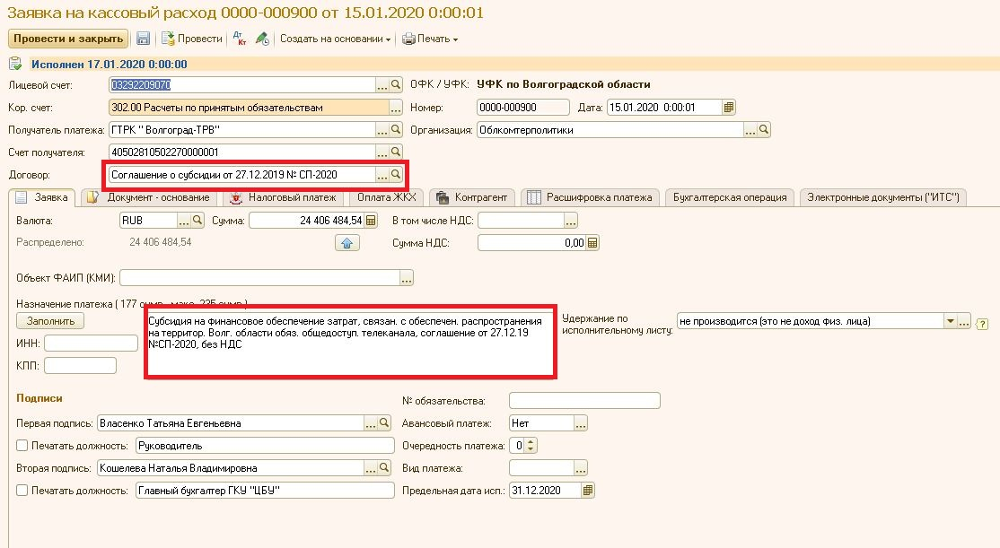 Заявка на кассовый расход 0000-000900 от 15.01.2020 0:00:01
Провести и закрыть Провести Дт Кт Создать на основании Печать
Исполнен 17.01.2020 0:00:00
Лицевой счет: 03292209070 ... ОФК / УФК: УФК по Волгоградской области
Кор. счет: 302.00 Расчеты по принятым обязательствам ... Номер: 0000-000900 Дата: 15.01.2020 0:00:01
Получатель платежа: ГТРК "Волгоград-ТРВ" ... Организация: Облкомтерполитики ...
Счет получателя: 40502810502270000001 ...
Договор: Соглашение о субсидии от 27.12.2019 № СП-2020 ...
Заявка Документ - основание Налоговый платеж Оплата ЖКХ Контрагент Расшифровка платежа Бухгалтерская операция Электронные документы ("ИТС")
Валюта: RUB ... Сумма: 24 406 484,54 В том числе НДС: ...
Распределено: 24 406 484,54 Сумма НДС: 0,00
Объект ФАИП (КМИ): ...
Назначение платежа ( 177 симв., макс. 235 симв.)
Заполнить
Субсидия на финансовое обеспечение затрат, связан. с обеспечен. распространения
на территор. Волг. области обяз. общедоступ. телеканала, соглашение от 27.12.19
№СП-2020, без НДС
Удержание по
исполнительному листу: не производится (это не доход физ. лица) ... ?
ИНН:
КПП:
Подписи
№ обязательства:
Первая подпись: Власенко Татьяна Евгеньевна ... Авансовый платеж: Нет ...
Печатать должность: Руководитель Очередность платежа: 0
Вторая подпись: Кошелева Наталья Владимировна ... Вид платежа: ...
Печатать должность: Главный бухгалтер ГКУ "ЦБУ" Предельная дата исп.: 31.12.2020